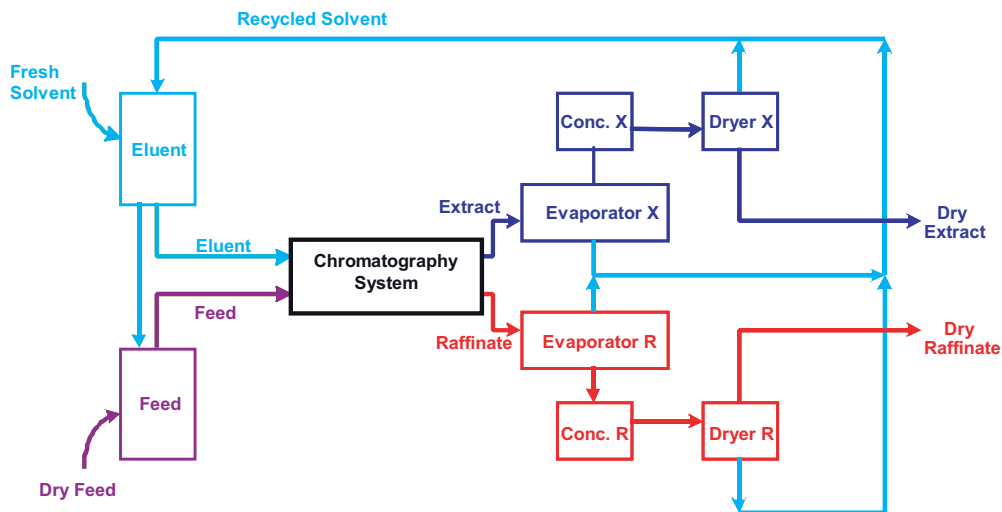 Recycled Solvent
Fresh
Solvent
Eluent
Conc. X
Dryer X
Extract
Evaporator X
Dry
Extract
Eluent
Chromatography
System
Feed
Raffinate
Evaporator R
Dry
Raffinate
Feed
Conc. R
Dryer R
Dry Feed